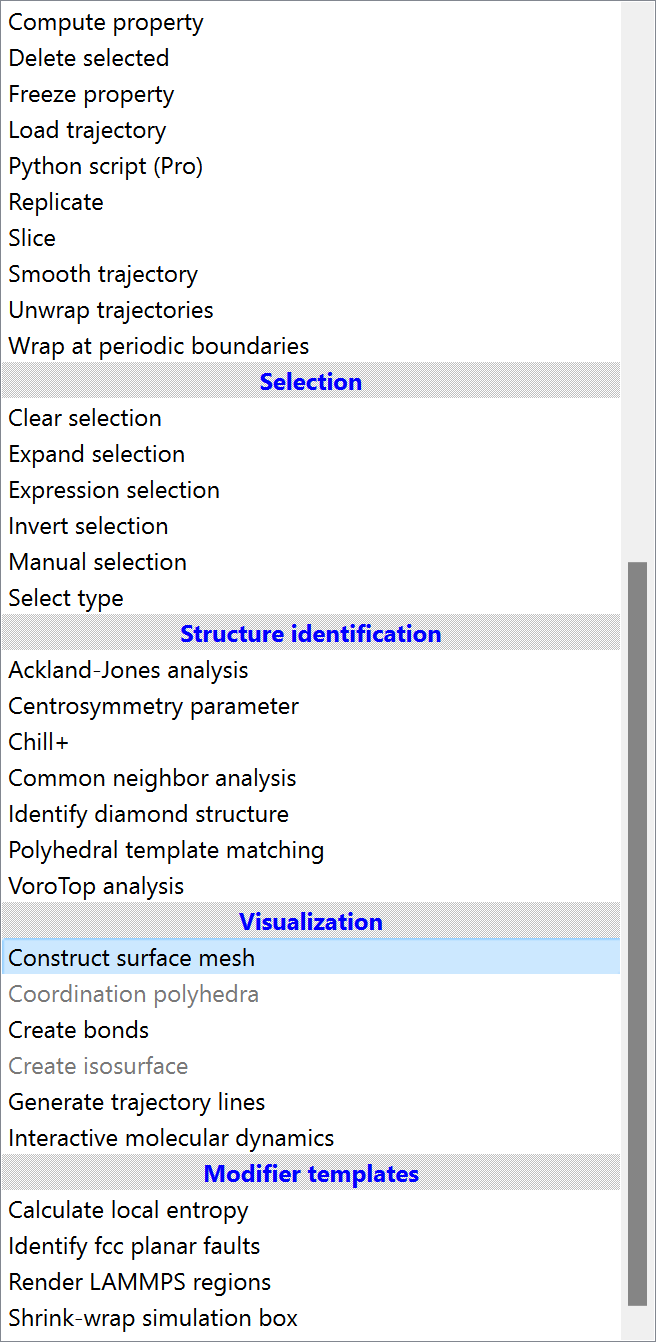 Compute property
Delete selected
Freeze property
Load trajectory
Python script (Pro)
Replicate
Slice
Smooth trajectory
Unwrap trajectories
Wrap at periodic boundaries
Selection
Clear selection
Expand selection
Expression selection
Invert selection
Manual selection
Select type
Structure identification
Ackland-Jones analysis
Centrosymmetry parameter
Chill+
Common neighbor analysis
Identify diamond structure
Polyhedral template matching
VoroTop analysis
Visualization
Construct surface mesh
Coordination polyhedra
Create bonds
Create isosurface
Generate trajectory lines
Interactive molecular dynamics
Modifier templates
Calculate local entropy
Identify fcc planar faults
Render LAMMPS regions
Shrink-wrap simulation box